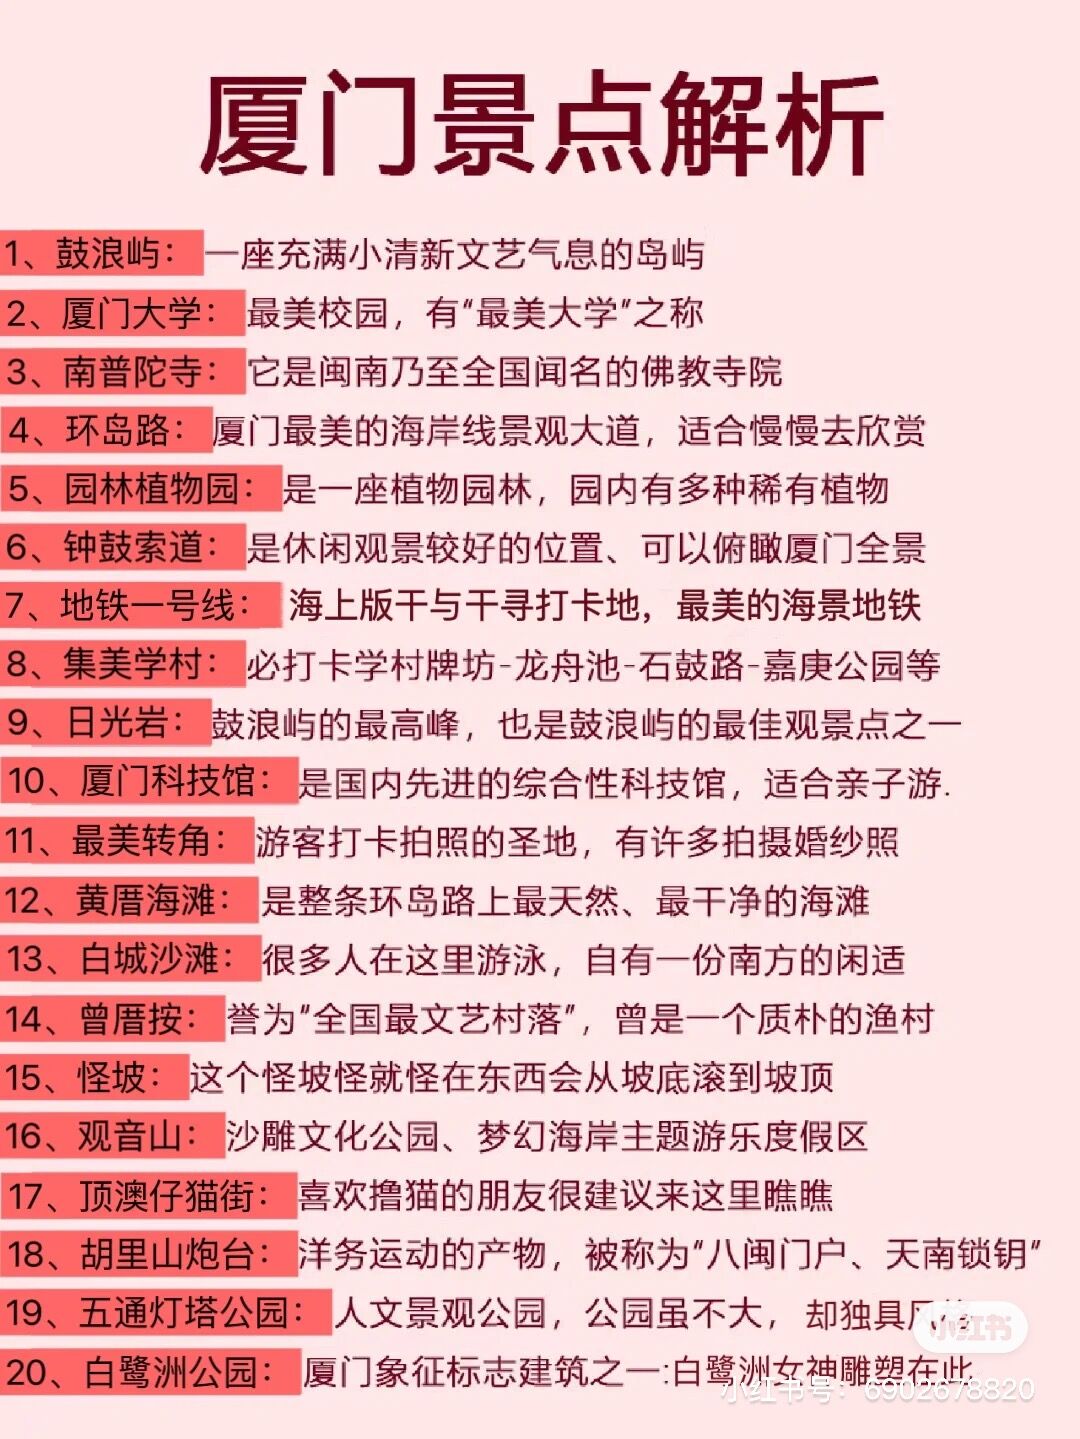 厦门景点解析
1、鼓浪屿：一座充满小清新文艺气息的岛屿
2、厦门大学：最美校园，有“最美大学”之称
3、南普陀寺：它是闽南乃至全国闻名的佛教寺院
4、环岛路：厦门最美的海岸线景观大道，适合慢慢去欣赏
5、园林植物园：是一座植物园林，园内有多种稀有植物
6、钟鼓索道：是休闲观景较好的位置、可以俯瞰厦门全景
7、地铁一号线：海上版干与干寻打卡地，最美的海景地铁
8、集美学村：必打卡学村牌坊-龙舟池-石鼓路-嘉庚公园等
9、日光岩：鼓浪屿的最高峰，也是鼓浪屿的最佳观景点之一
10、厦门科技馆：是国内先进的综合性科技馆，适合亲子游.
11、最美转角：游客打卡拍照的圣地，有许多拍摄婚纱照
12、黄厝海滩：是整条环岛路上最天然、最干净的海滩
13、白城沙滩：很多人在这里游泳，自有一份南方的闲适
14、曾厝按：誉为“全国最文艺村落”，曾是一个质朴的渔村
15、怪坡：这个怪坡怪就怪在东西会从坡底滚到坡顶
16、观音山：沙雕文化公园、梦幻海岸主题游乐度假区
17、顶澳仔猫街：喜欢撸猫的朋友很建议来这里瞧瞧
18、胡里山炮台：洋务运动的产物，被称为“八闽门户、天南锁钥”
19、五通灯塔公园：人文景观公园，公园虽不大，却独具风格
小红书
20、白鹭洲公园：厦门象征标志建筑之一:白鹭洲女神雕塑在此
小红书号：6902678820